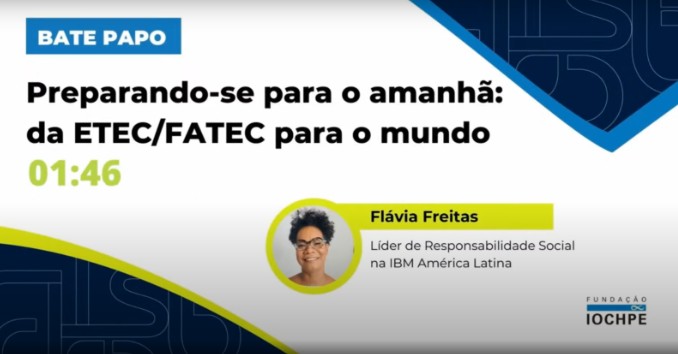 BATE PAPO
Preparando-se para o amanhã:
da ETEC/FATEC para o mundo
01:46
Flávia Freitas
Líder de Responsabilidade Social
na IBM América Latina
FUNDAÇÃO
IOCHPE